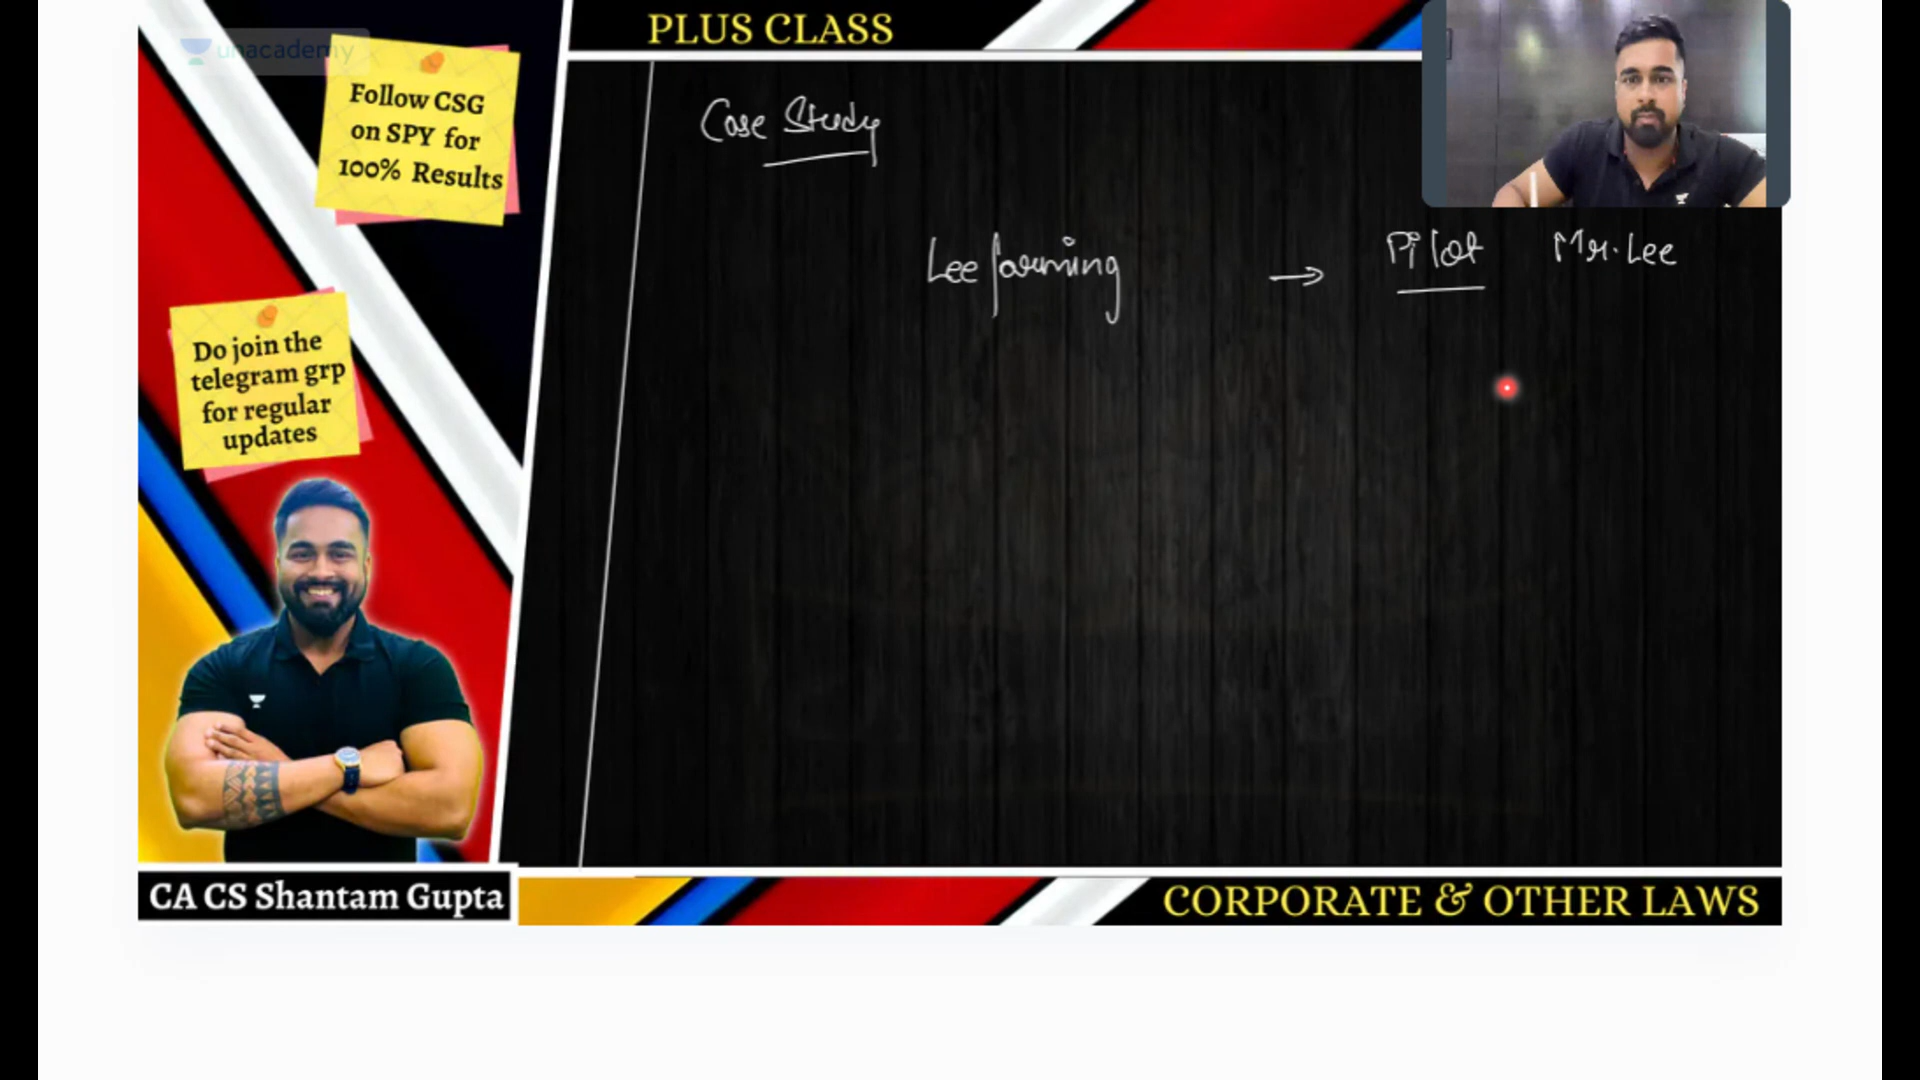 unacademy
PLUS CLASS
Follow CSG
on SPY for
100% Results
Case Study
Lee farming → Pilot Mr. Lee
Do join the
telegram grp
for regular
updates
CA CS Shantam Gupta
CORPORATE & OTHER LAWS